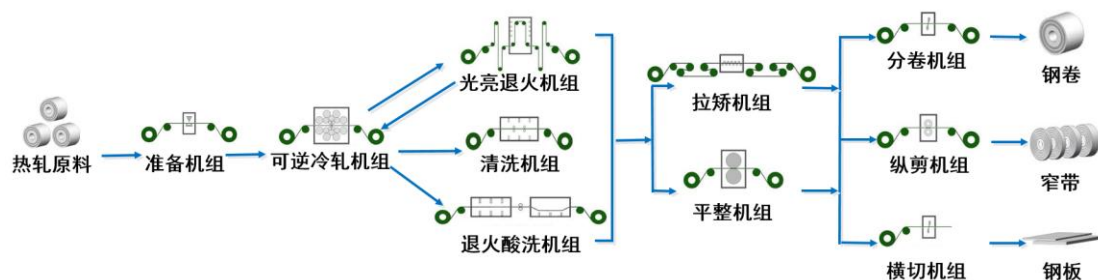 热轧原料
准备机组
可逆冷轧机组
光亮退火机组
清洗机组
退火酸洗机组
拉矫机组
平整机组
分卷机组
钢卷
纵剪机组
窄带
横切机组
钢板